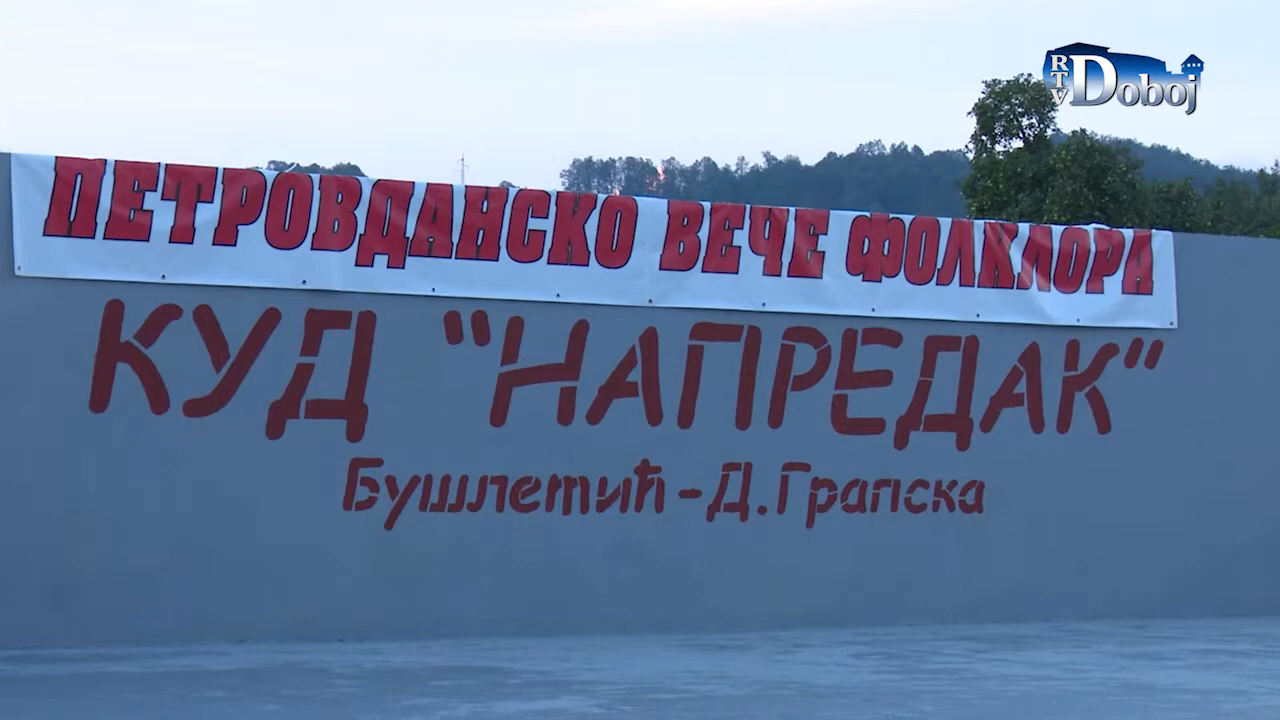 RTV Doboj
ПЕТРОВДАНСКО ВЕЧЕ ФОЛКЛОРА
КУД "НАПРЕДАК"
Бушлетић-Д.Грапска